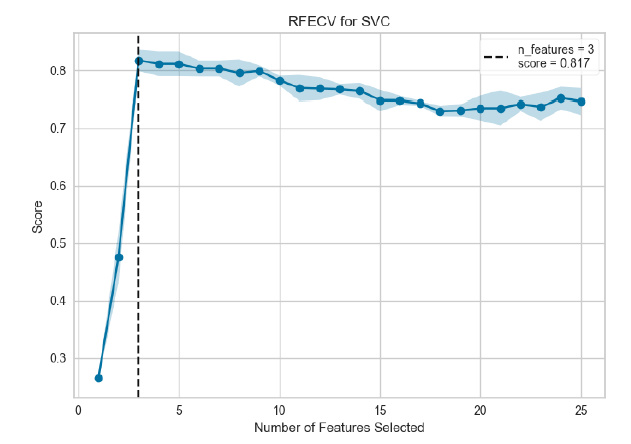 RFECV for SVC
n_features = 3
score = 0.817
0.8
0.7
0.6
0.5
0.4
0.3
Score
0 5 10 15 20 25
Number of Features Selected